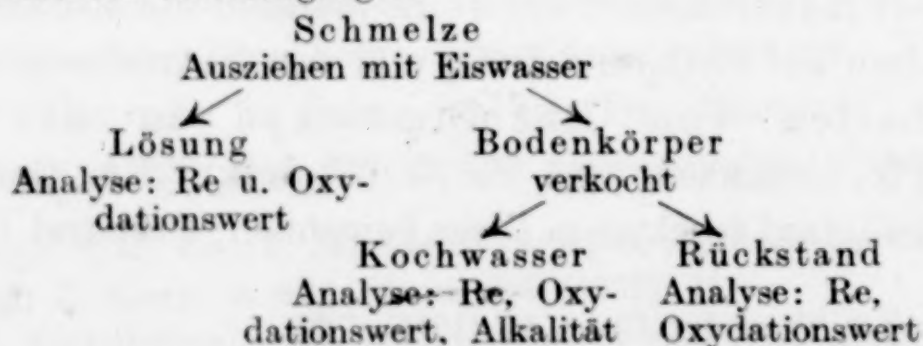 Schmelze
Ausziehen mit Eiswasser
Lösung
Analyse: Re u. Oxy-
dationswert
Bodenkörper
verkocht
Kochwasser
Analyse: Re, Oxy-
dationswert, Alkalität
Rückstand
Analyse: Re,
Oxydationswert